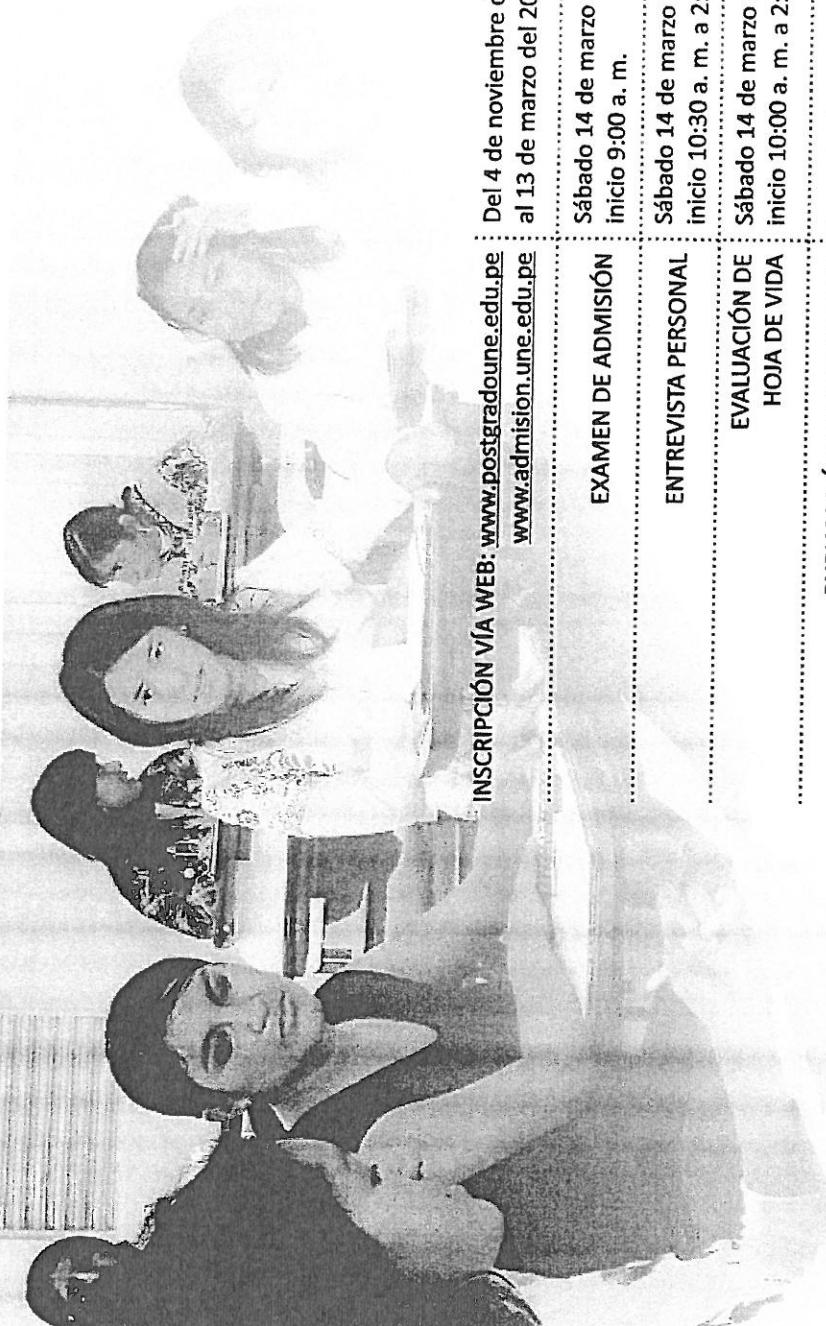 INSCRIPCIÓN VÍA WEB: www.postgradoune.edu.pe
www.admision.une.edu.pe
Del 4 de noviembre
al 13 de marzo del
EXAMEN DE ADMISIÓN
Sábado 14 de marzo
inicio 9:00 a. m.
ENTREVISTA PERSONAL
Sábado 14 de marzo
inicio 10:30 a. m. a
EVALUACIÓN DE
HOJA DE VIDA
Sábado 14 de marzo
inicio 10:00 a. m. a